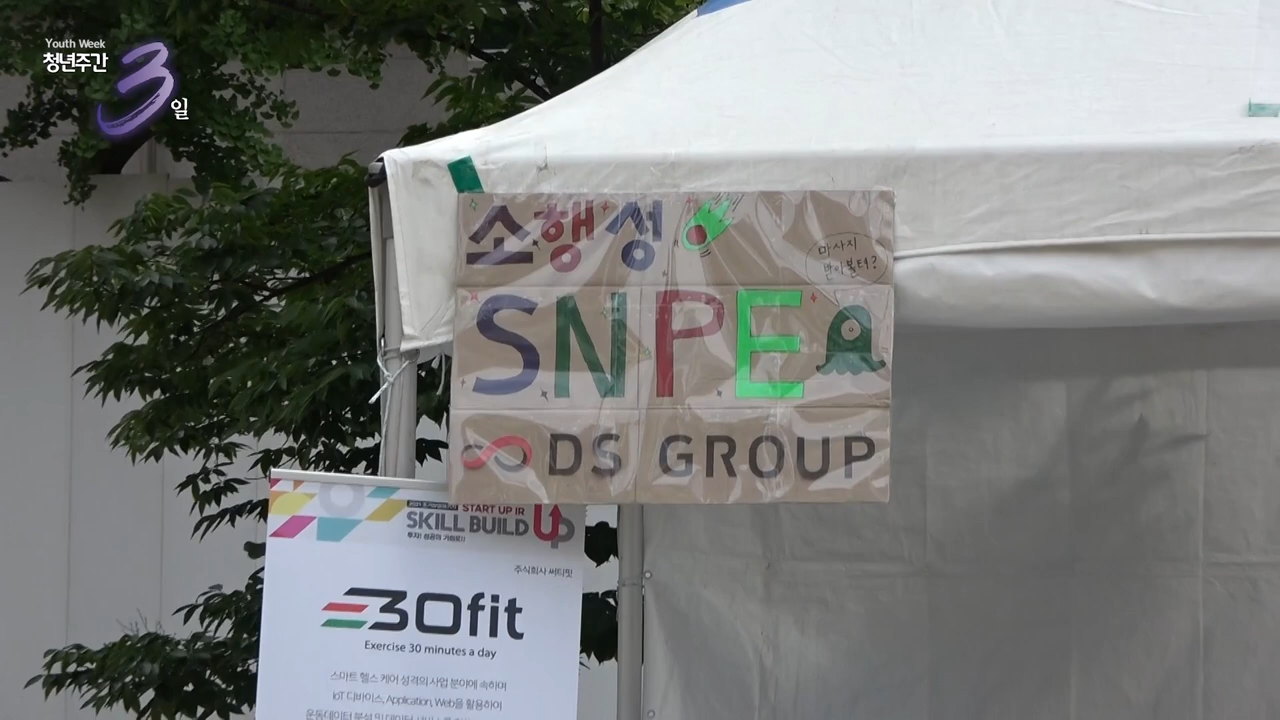 Youth Week
청년주간 3일
소행성
마사지
받아볼터?
SNPE
DS GROUP
START UP IR
SKILL BUILD UP
주식회사 써티핏
30fit
Exercise 30 minutes a day
스마트 헬스 케어 성격의 사업 분야에 속하며
IoT 디바이스, Application, Web을 활용하여